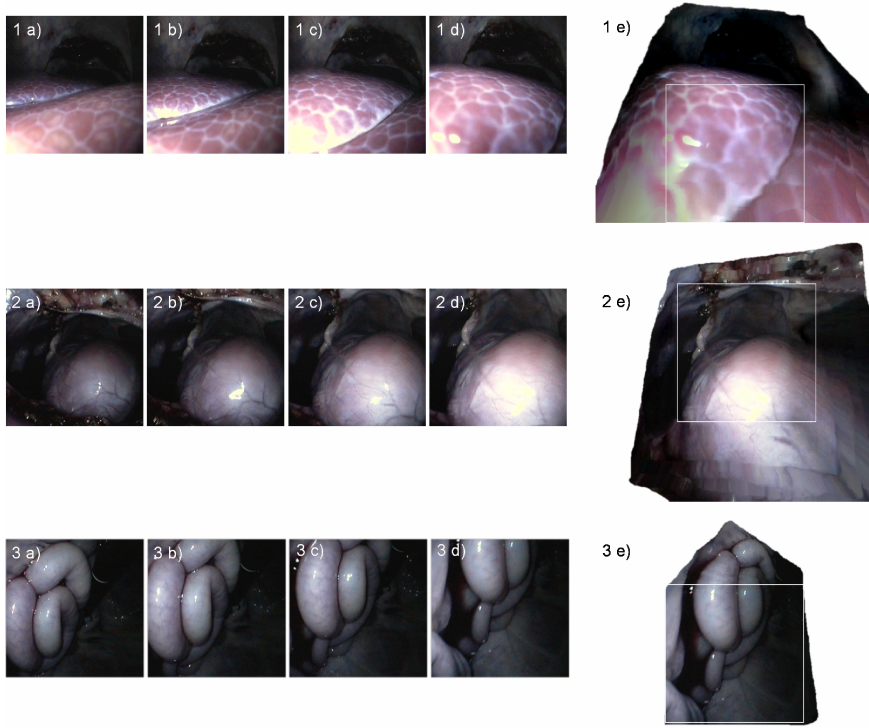 1 a) 1 b) 1 c) 1 d) 1 e)
2 a) 2 b) 2 c) 2 d) 2 e)
3 a) 3 b) 3 c) 3 d) 3 e)